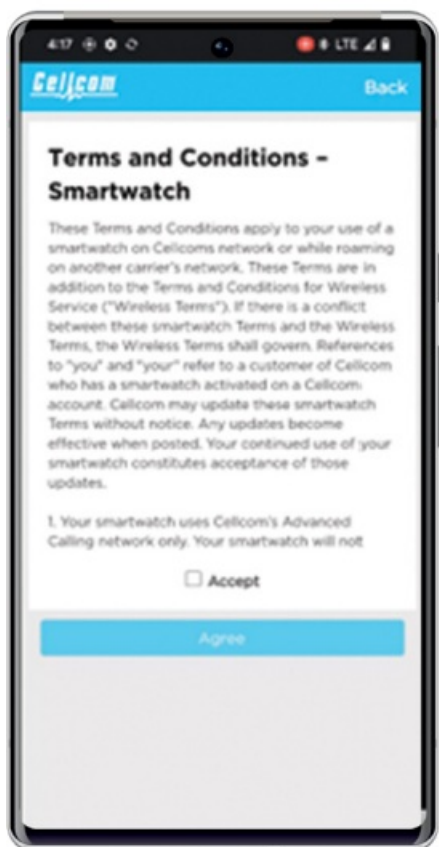 4:17 LTE
Cellcom
Back
Terms and Conditions –
Smartwatch
These Terms and Conditions apply to your use of a
smartwatch on Cellcoms network or while roaming
on another carrier's network. These Terms are in
addition to the Terms and Conditions for Wireless
Service ("Wireless Terms"). If there is a conflict
between these smartwatch Terms and the Wireless
Terms, the Wireless Terms shall govern. References
to "you" and "your" refer to a customer of Cellcom
who has a smartwatch activated on a Cellcom
account. Cellcom may update these smartwatch
Terms without notice. Any updates become
effective when posted. Your continued use of your
smartwatch constitutes acceptance of those
updates.
1. Your smartwatch uses Cellcom's Advanced
Calling network only. Your smartwatch will not
Accept
Agree